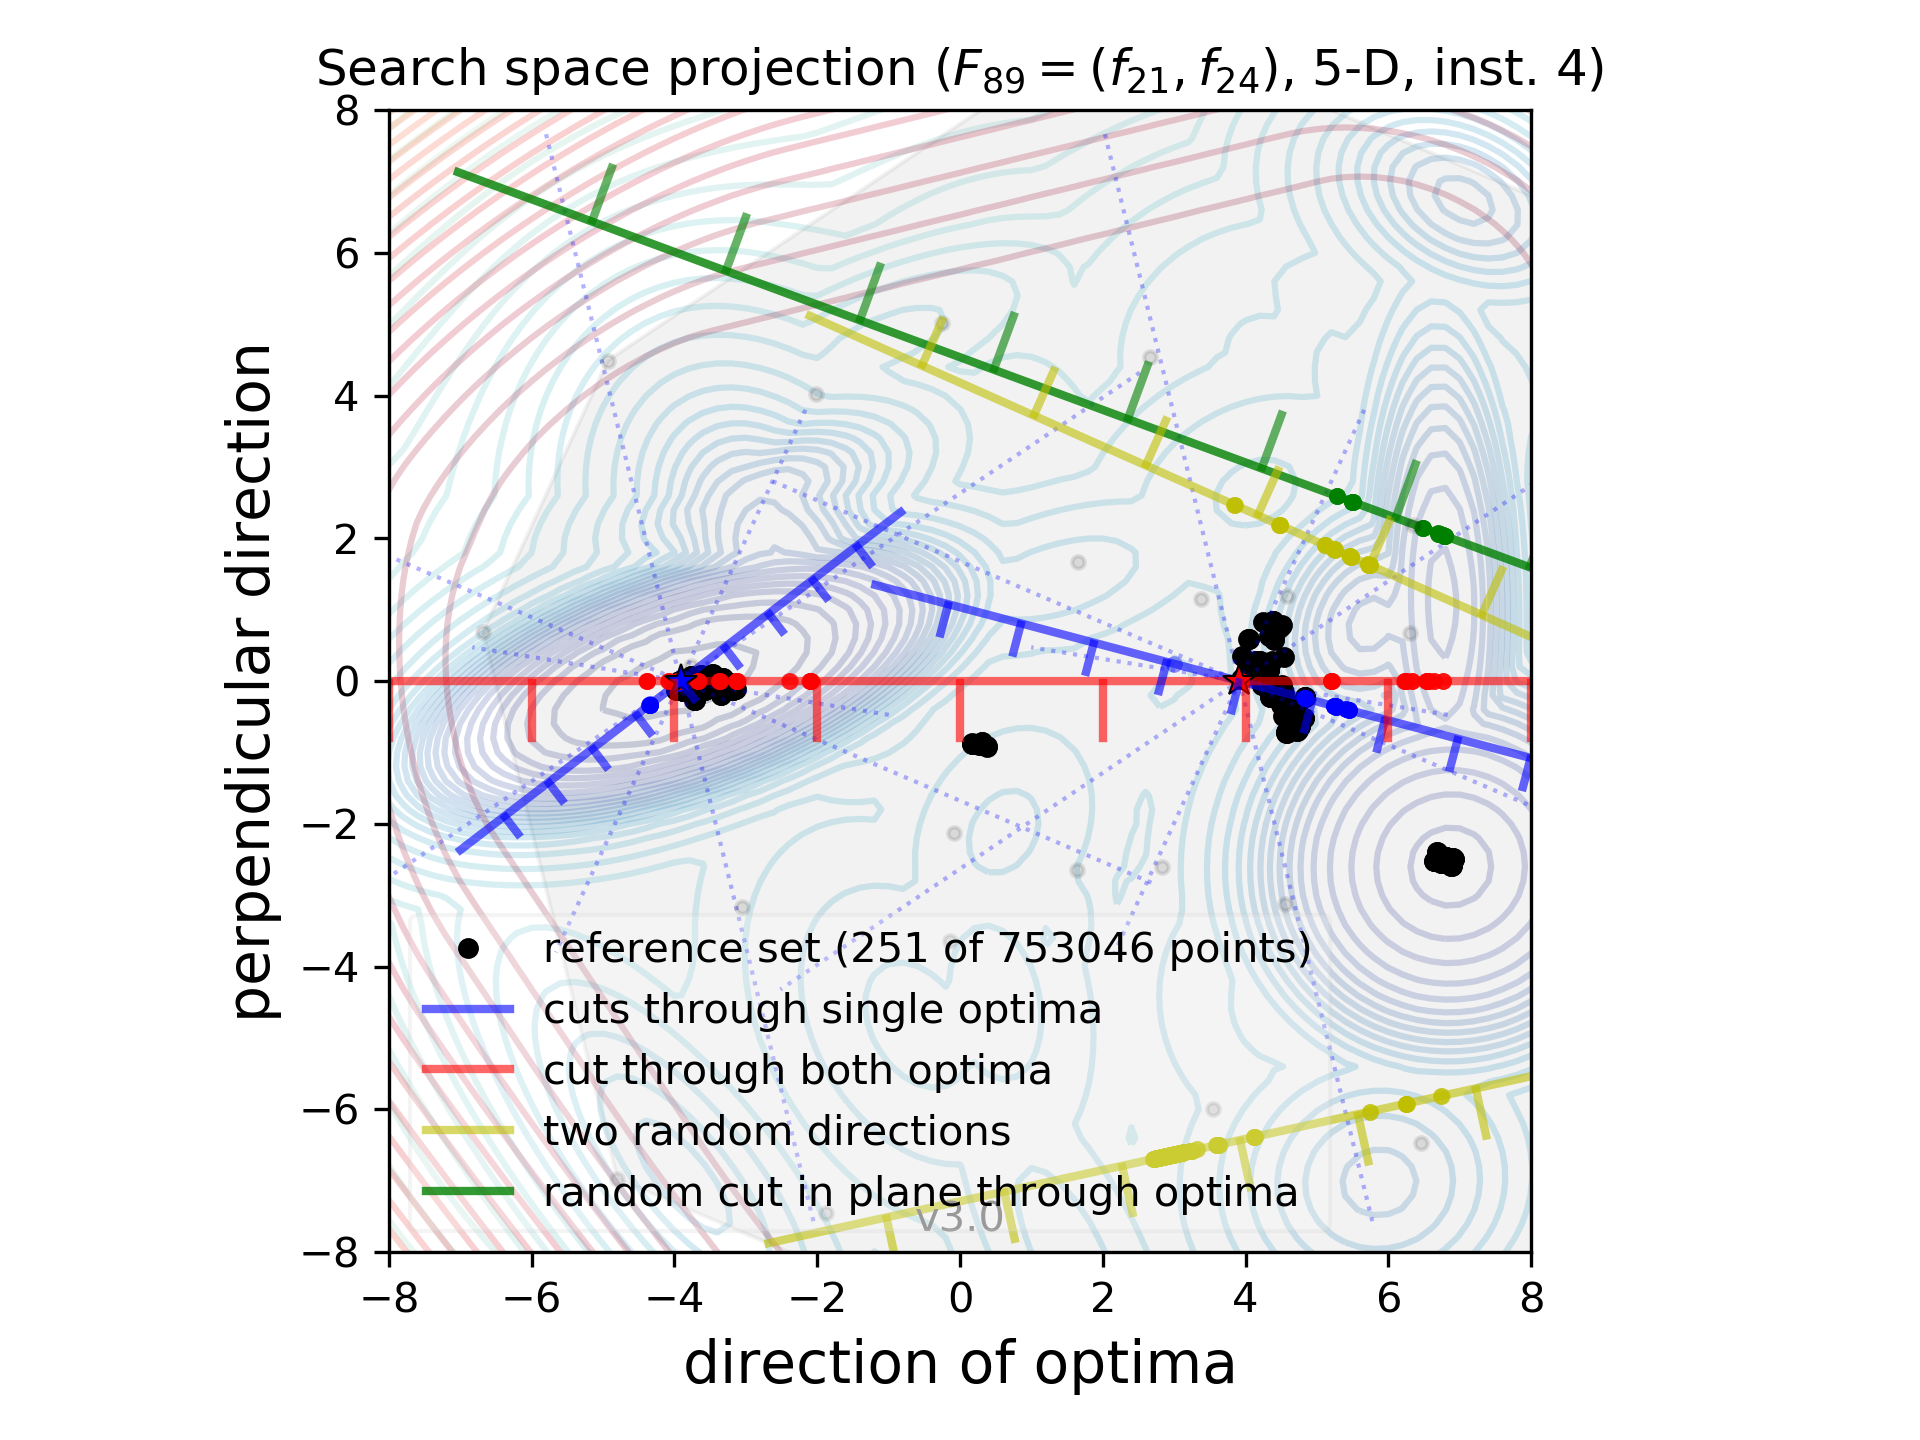 Search space projection (F₈₉ = (f₂₁, f₂₄), 5-D, inst. 4)
8
6
4
2
0
−2
−4
−6
−8
perpendicular direction
reference set (251 of 753046 points)
cuts through single optima
cut through both optima
two random directions
random cut in plane through optima
v3.0
−8 −6 −4 −2 0 2 4 6 8
direction of optima